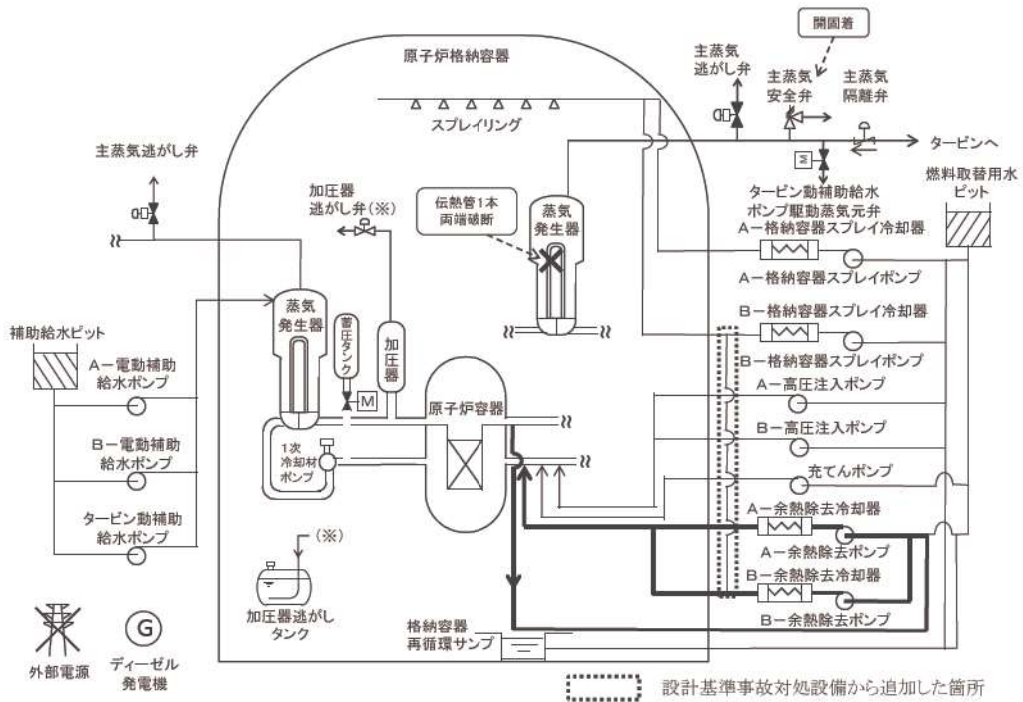 開固着
原子炉格納容器
主蒸気
逃がし弁
主蒸気
安全弁
主蒸気
隔離弁
スプレイリング
タービンへ
主蒸気逃がし弁
加圧器
逃がし弁(※)
伝熱管1本
両端破断
蒸気
発生器
M
タービン動補助給水
ポンプ駆動蒸気元弁
燃料取替用水
ピット
A-格納容器スプレイ冷却器
A-格納容器スプレイポンプ
B-格納容器スプレイ冷却器
B-格納容器スプレイポンプ
蒸気
発生器
蓄圧タンク
加圧器
M
原子炉容器
補助給水ピット
A-電動補助
給水ポンプ
B-電動補助
給水ポンプ
タービン動補助
給水ポンプ
1次
冷却材
ポンプ
A-高圧注入ポンプ
B-高圧注入ポンプ
充てんポンプ
A-余熱除去冷却器
A-余熱除去ポンプ
B-余熱除去冷却器
B-余熱除去ポンプ
(※)
加圧器逃がし
タンク
格納容器
再循環サンプ
外部電源
G
ディーゼル
発電機
設計基準事故対処設備から追加した箇所